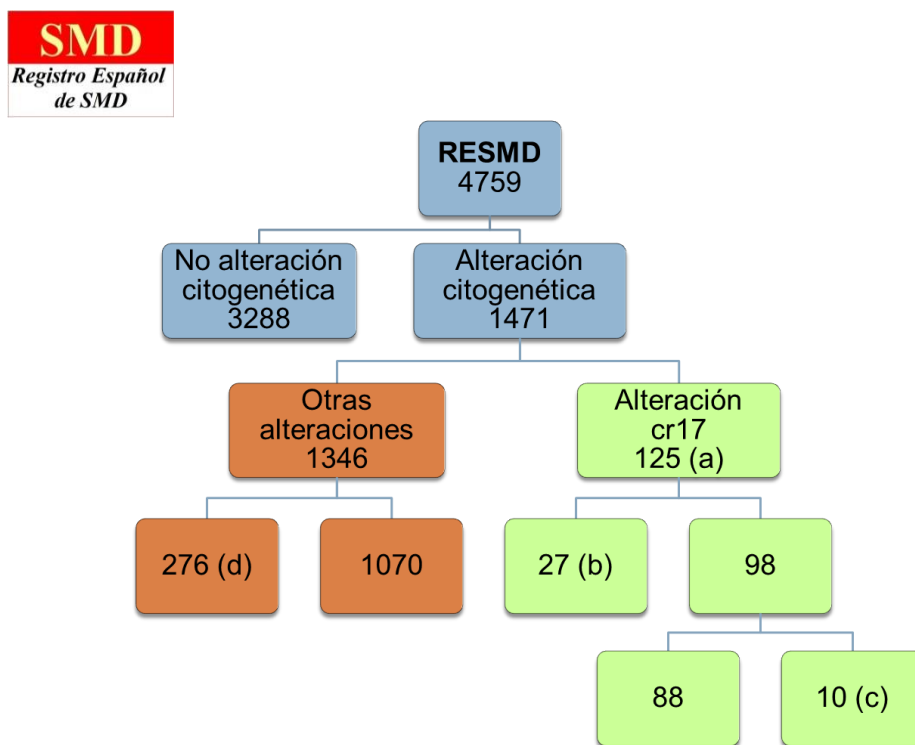 SMD
Registro Español
de SMD
RESMD
4759
No alteración
citogenética
3288
Alteración
citogenética
1471
Otras
alteraciones
1346
Alteración
cr17
125 (a)
276 (d)
1070
27 (b)
98
88
10 (c)